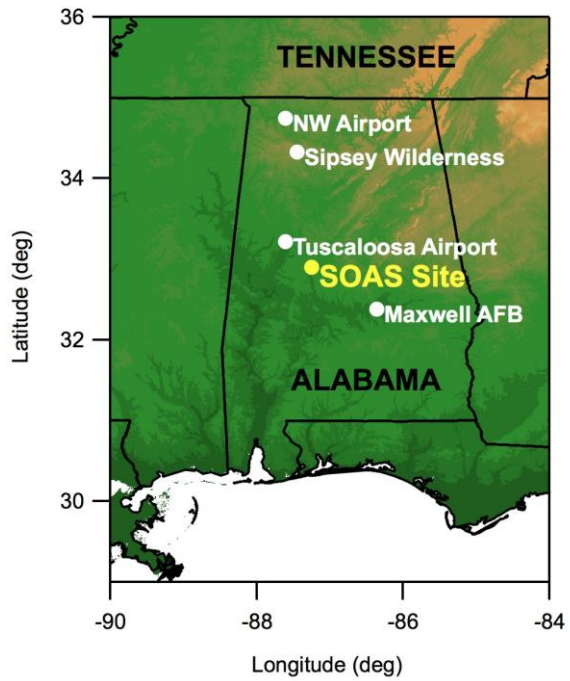 36
TENNESSEE
NW Airport
34
Sipsey Wilderness
Tuscaloosa Airport
SOAS Site
Maxwell AFB
32
ALABAMA
30
-90
-88
-86
-84
Latitude (deg)
Longitude (deg)